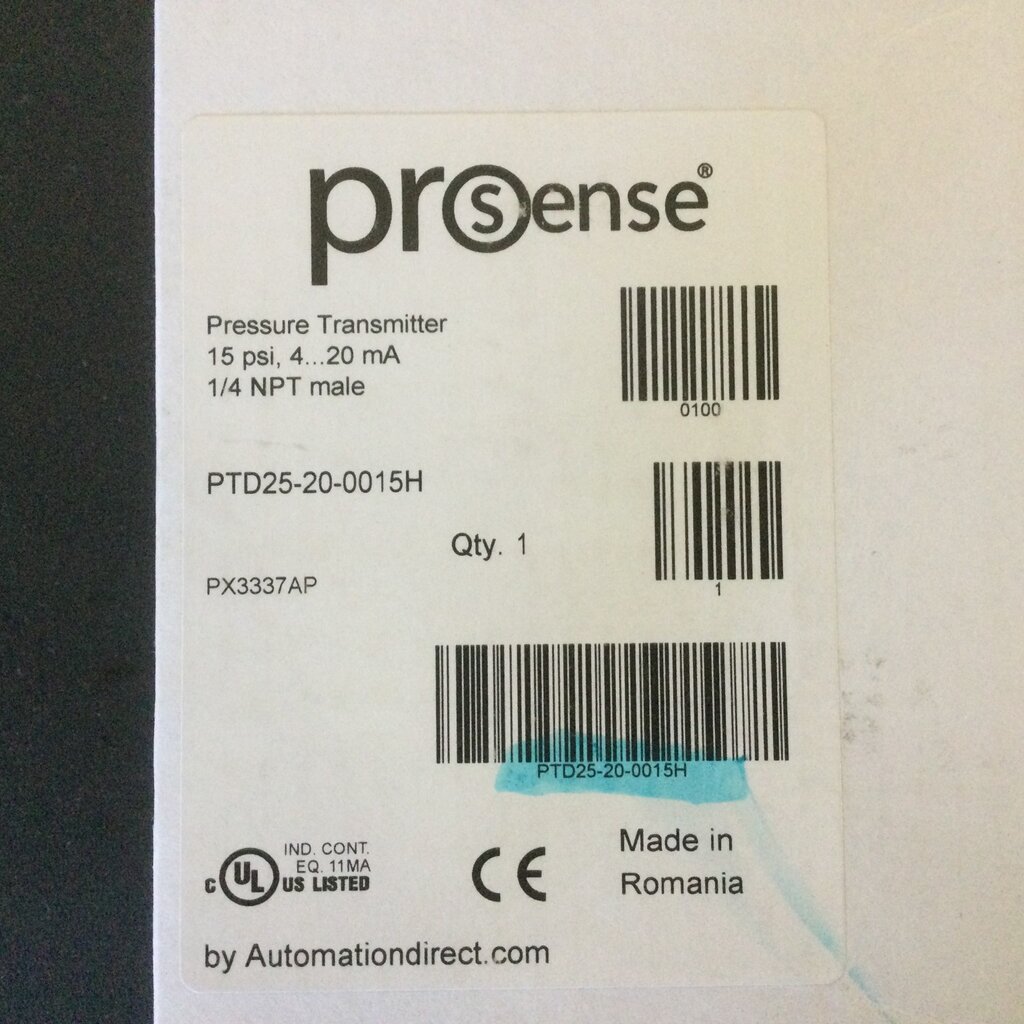 prosense®
Pressure Transmitter
15 psi, 4...20 mA
1/4 NPT male
0100
PTD25-20-0015H
Qty. 1
PX3337AP
1
PTD25-20-0015H
IND. CONT.
EQ. 11MA
c UL US LISTED
CE
Made in
Romania
by Automationdirect.com